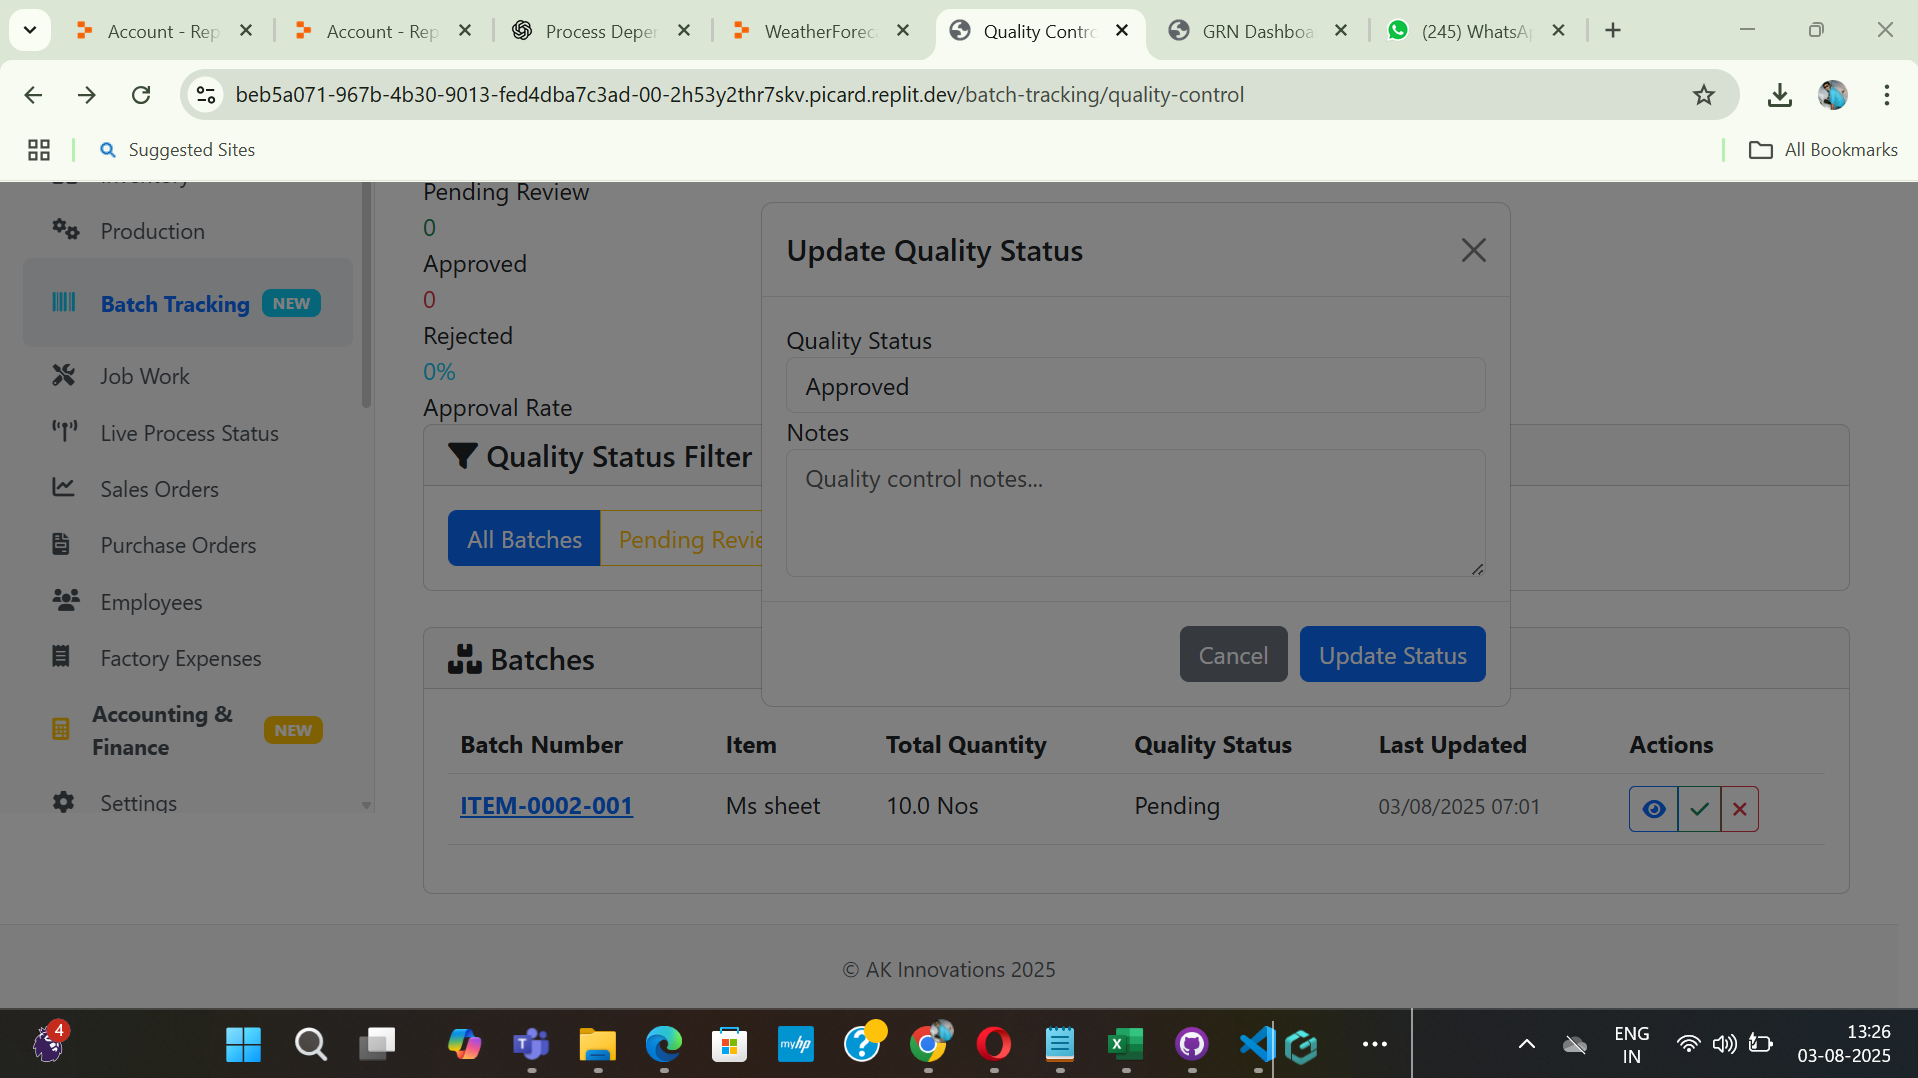 Account - Rep
Account - Rep
Process Deper
WeatherForec
Quality Contro
GRN Dashboa
(245) WhatsAp
beb5a071-967b-4b30-9013-fed4dba7c3ad-00-2h53y2thr7skv.picard.replit.dev/batch-tracking/quality-control
Suggested Sites
All Bookmarks
Inventory
Production
Batch Tracking NEW
Job Work
Live Process Status
Sales Orders
Purchase Orders
Employees
Factory Expenses
Accounting &
Finance
NEW
Settings
Pending Review
0
Approved
0
Rejected
0%
Approval Rate
Quality Status Filter
All Batches
Pending Revie
Update Quality Status
Quality Status
Approved
Notes
Quality control notes...
Cancel
Update Status
Batches
Batch Number Item Total Quantity Quality Status Last Updated Actions
ITEM-0002-001 Ms sheet 10.0 Nos Pending 03/08/2025 07:01
© AK Innovations 2025
4
myhp
ENG
IN
13:26
03-08-2025